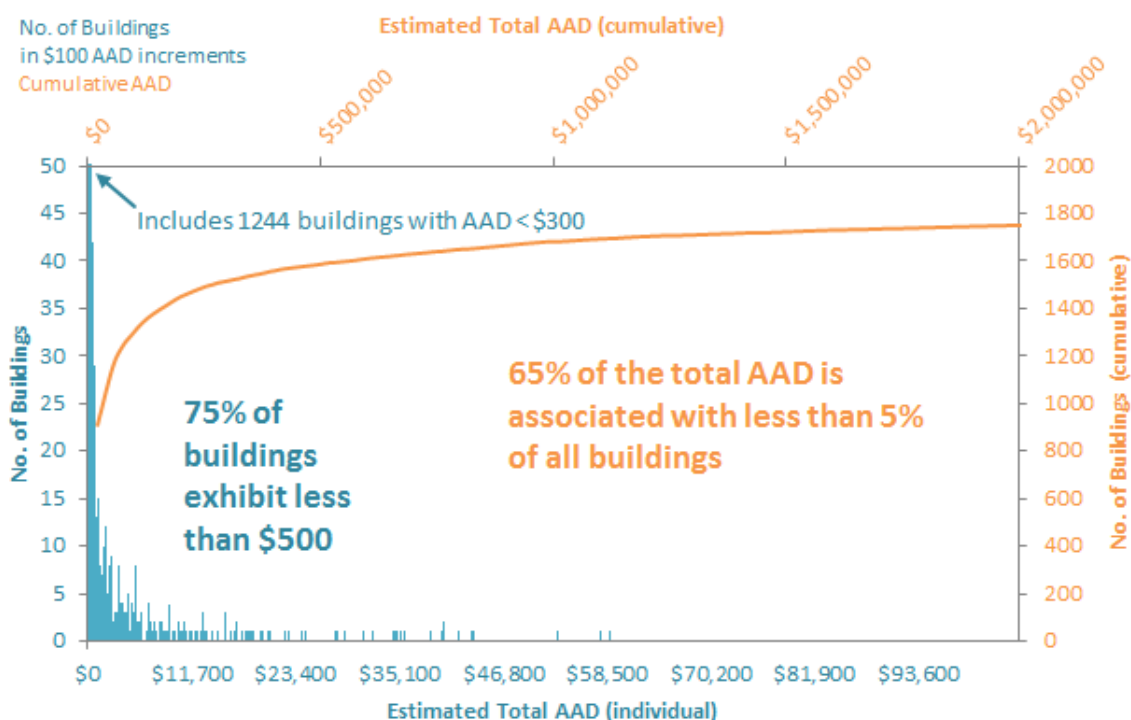 No. of Buildings
in $100 AAD increments
Cumulative AAD
Estimated Total AAD (cumulative)
$0
$500,000
$1,000,000
$1,500,000
$2,000,000
50
45
40
35
30
25
20
15
10
5
0
No. of Buildings
Includes 1244 buildings with AAD < $300
75% of
buildings
exhibit less
than $500
65% of the total AAD is
associated with less than 5%
of all buildings
2000
1800
1600
1400
1200
1000
800
600
400
200
0
No. of Buildings (cumulative)
$0
$11,700
$23,400
$35,100
$46,800
$58,500
$70,200
$81,900
$93,600
Estimated Total AAD (individual)